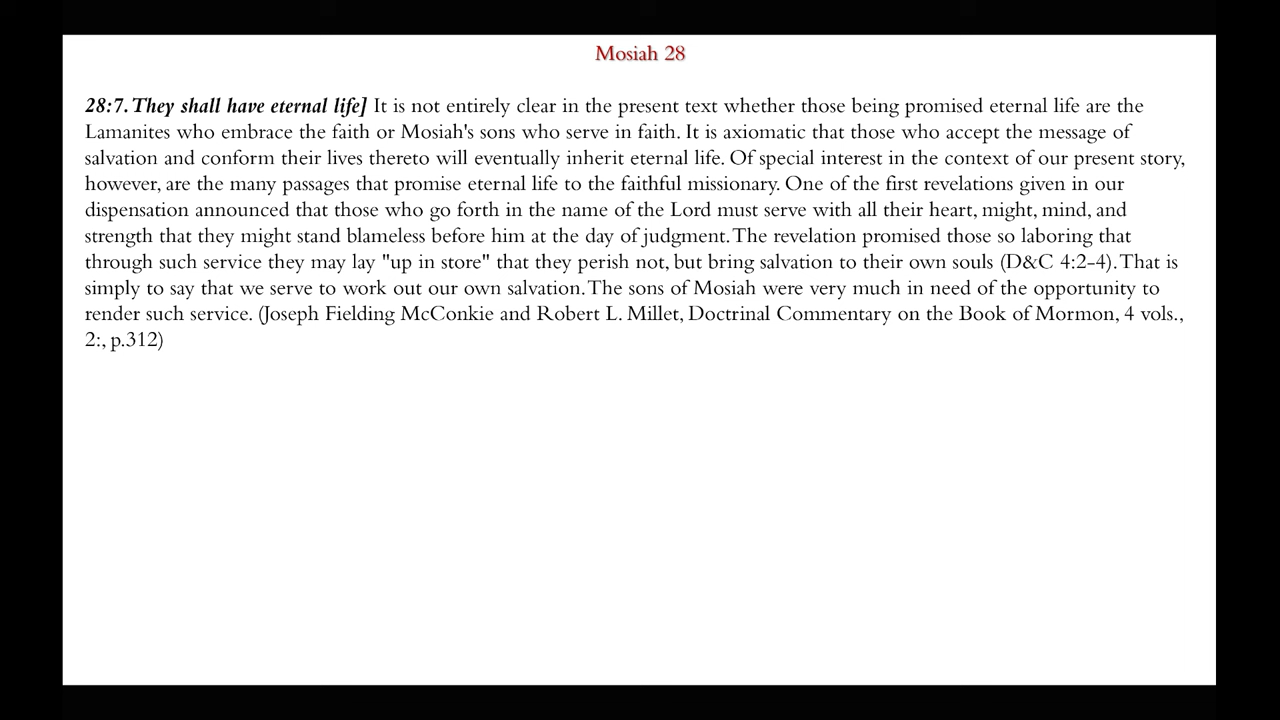 Mosiah 28
28:7. They shall have eternal life] It is not entirely clear in the present text whether those being promised eternal life are the
Lamanites who embrace the faith or Mosiah's sons who serve in faith. It is axiomatic that those who accept the message of
salvation and conform their lives thereto will eventually inherit eternal life. Of special interest in the context of our present story,
however, are the many passages that promise eternal life to the faithful missionary. One of the first revelations given in our
dispensation announced that those who go forth in the name of the Lord must serve with all their heart, might, mind, and
strength that they might stand blameless before him at the day of judgment. The revelation promised those so laboring that
through such service they may lay "up in store" that they perish not, but bring salvation to their own souls (D&C 4:2-4). That is
simply to say that we serve to work out our own salvation. The sons of Mosiah were very much in need of the opportunity to
render such service. (Joseph Fielding McConkie and Robert L. Millet, Doctrinal Commentary on the Book of Mormon, 4 vols.,
2:, p.312)